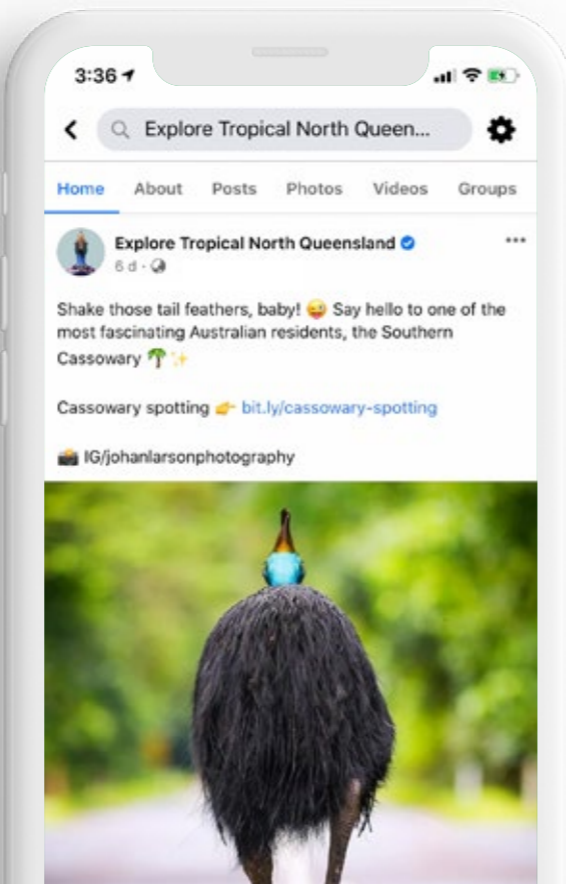 3:36
Explore Tropical North Queen...
Home About Posts Photos Videos Groups
Explore Tropical North Queensland
6 d ·
Shake those tail feathers, baby! 😜 Say hello to one of the
most fascinating Australian residents, the Southern
Cassowary 🌴✨
Cassowary spotting 👉 bit.ly/cassowary-spotting
📸 IG/johanlarsonphotography